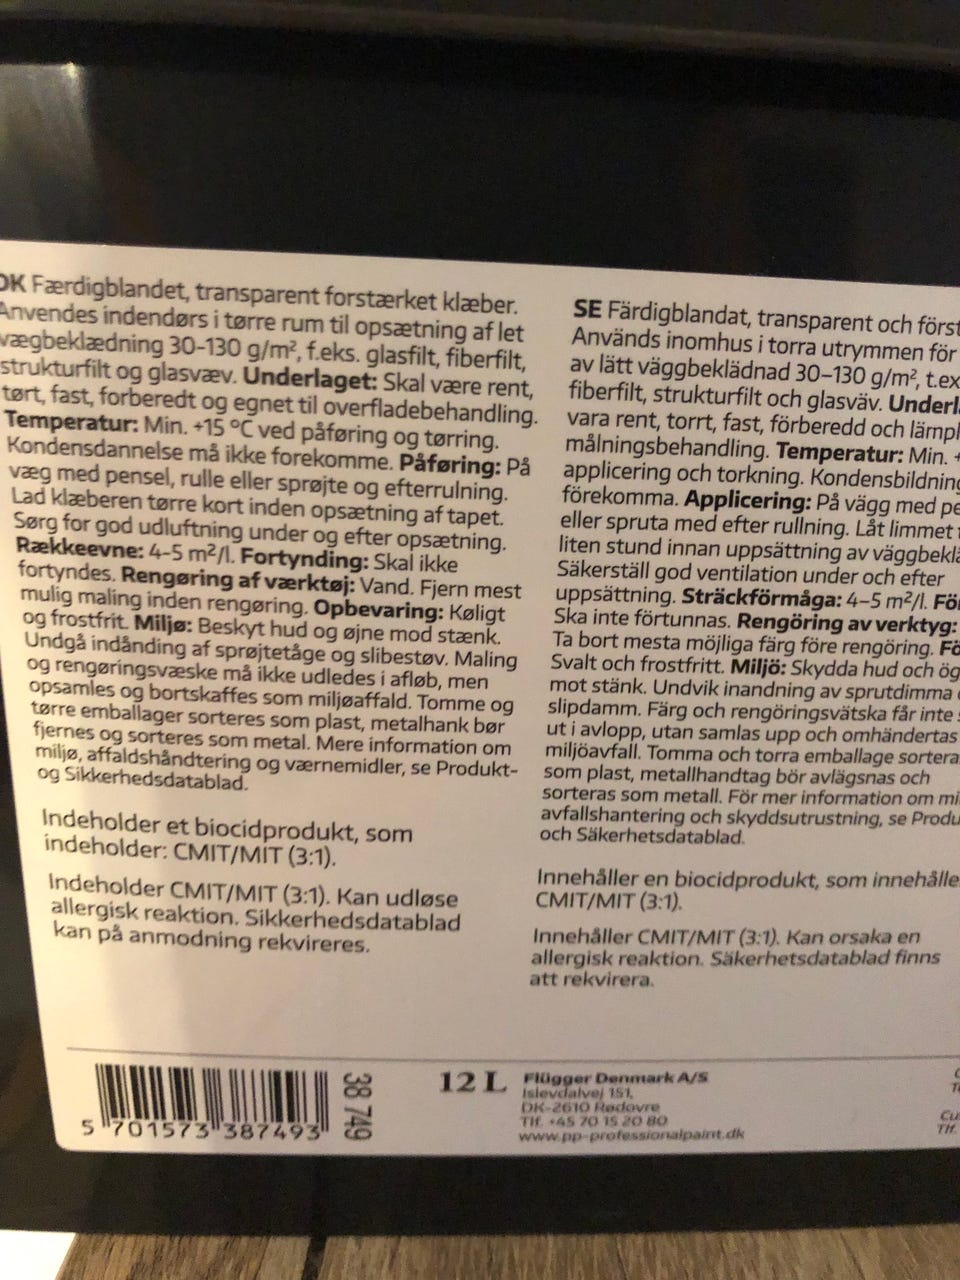 DK Færdigblandet, transparent forstærket klæber.
Anvendes indendørs i tørre rum til opsætning af let
vægbeklædning 30-130 g/m², f.eks. glasfilt, fiberfilt,
strukturfilt og glasvæv. Underlaget: Skal være rent,
tørt, fast, forberedt og egnet til overfladebehandling.
Temperatur: Min. +15 °C ved påføring og tørring.
Kondensdannelse må ikke forekomme. Påføring: På
væg med pensel, rulle eller sprøjte og efterrulning.
Lad klæberen tørre kort inden opsætning af tapet.
Sørg for god udluftning under og efter opsætning.
Rækkeevne: 4-5 m²/l. Fortynding: Skal ikke
fortyndes. Rengøring af værktøj: Vand. Fjern mest
mulig maling inden rengøring. Opbevaring: Køligt
og frostfrit. Miljø: Beskyt hud og øjne mod stænk.
Undgå indånding af sprøjtetåge og slibestøv. Maling
og rengøringsvæske må ikke udledes i afløb, men
opsamles og bortskaffes som miljøaffald. Tomme og
tørre emballager sorteres som plast, metalhank bør
fjernes og sorteres som metal. Mere information om
miljø, affaldshåndtering og værnemidler, se Produkt-
og Sikkerhedsdatablad.
Indeholder et biocidprodukt, som
indeholder: CMIT/MIT (3:1).
Indeholder CMIT/MIT (3:1). Kan udløse
allergisk reaktion. Sikkerhedsdatablad
kan på anmodning rekvireres.
SE Färdigblandat, transparent och först
Används inomhus i torra utrymmen för
av lätt väggbeklädnad 30–130 g/m², t.ex
fiberfilt, strukturfilt och glasväv. Underl
vara rent, torrt, fast, förberedd och lämpl
målningsbehandling. Temperatur: Min. +
applicering och torkning. Kondensbildning
förekomma. Applicering: På vägg med pe
eller spruta med efter rullning. Låt limmet
liten stund innan uppsättning av väggbeklä
Säkerställ god ventilation under och efter
uppsättning. Sträckförmåga: 4–5 m²/l. För
Ska inte förtunnas. Rengöring av verktyg:
Ta bort mesta möjliga färg före rengöring. Fö
Svalt och frostfritt. Miljö: Skydda hud och ög
mot stänk. Undvik inandning av sprutdimma
slipdamm. Färg och rengöringsvätska får inte
ut i avlopp, utan samlas upp och omhändertas
miljöavfall. Tomma och torra emballage sortera
som plast, metallhandtag bör avlägsnas och
sorteras som metall. För mer information om mi
avfallshantering och skyddsutrustning, se Produ
och Säkerhetsdatablad.
Innehåller en biocidprodukt, som innehålle
CMIT/MIT (3:1).
Innehåller CMIT/MIT (3:1). Kan orsaka en
allergisk reaktion. Säkerhetsdatablad finns
att rekvirera.
5 701573 387493
38 749
12 L
Flügger Denmark A/S
Islevdalvej 151,
DK-2610 Rødovre
Tlf. +45 70 15 20 80
www.pp-professionalpaint.dk
Tlf.